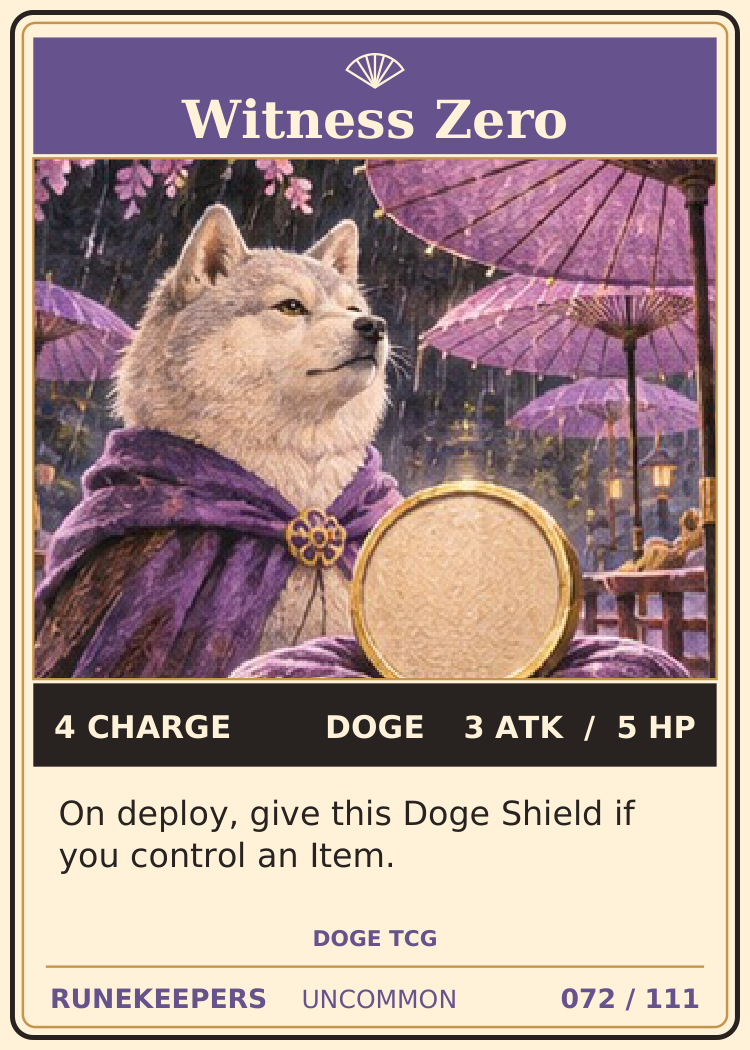 Witness Zero
4 CHARGE DOGE 3 ATK / 5 HP
On deploy, give this Doge Shield if
you control an Item.
DOGE TCG
RUNEKEEPERS UNCOMMON 072 / 111